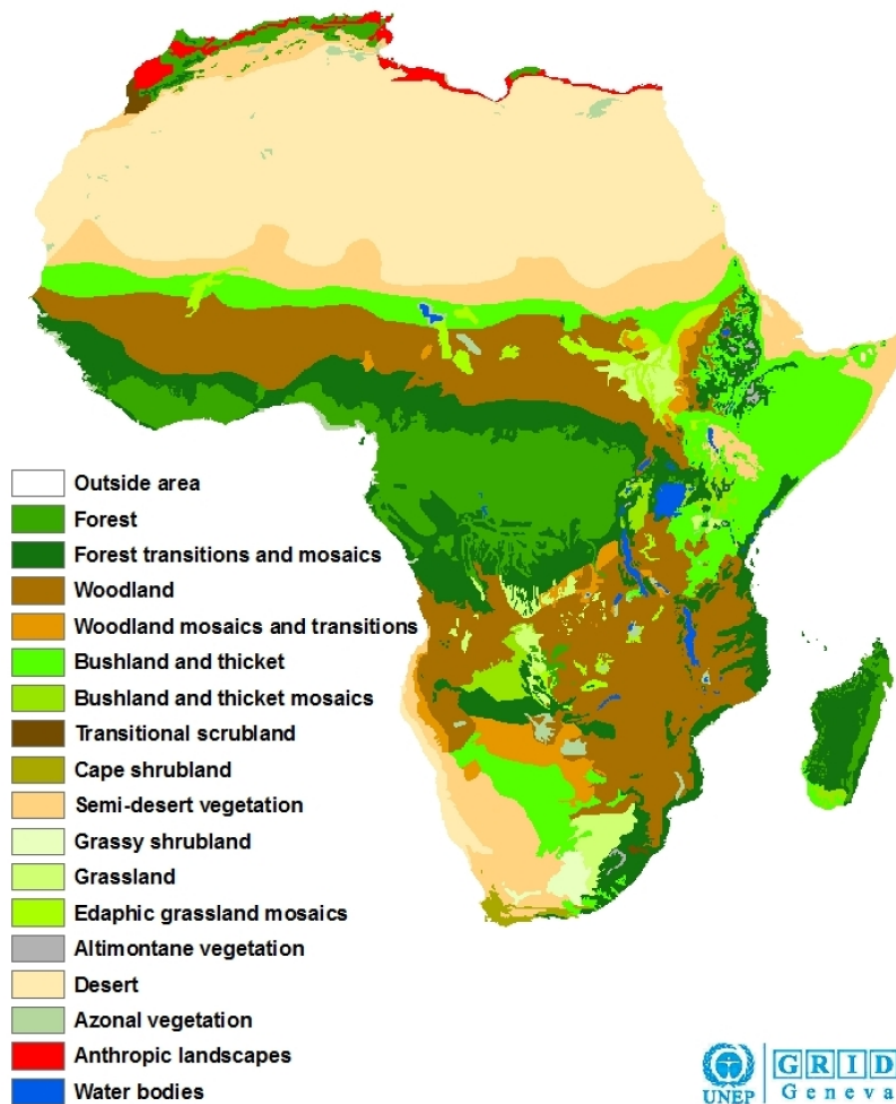 Outside area
Forest
Forest transitions and mosaics
Woodland
Woodland mosaics and transitions
Bushland and thicket
Bushland and thicket mosaics
Transitional scrubland
Cape shrubland
Semi-desert vegetation
Grassy shrubland
Grassland
Edaphic grassland mosaics
Altimontane vegetation
Desert
Azonal vegetation
Anthropic landscapes
Water bodies
UNEP
GRID
Geneva